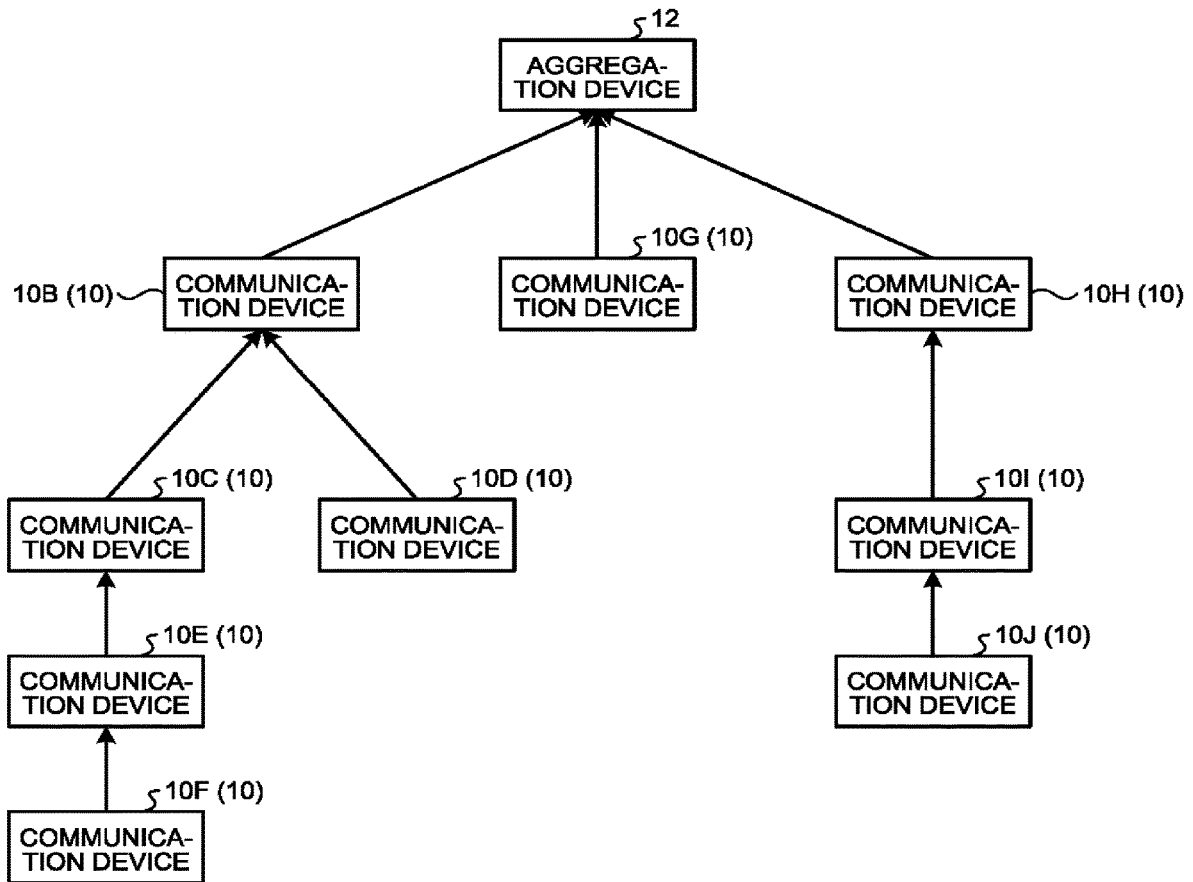 12
AGGREGA-
TION DEVICE
10G (10)
10B (10)
COMMUNICA-
TION DEVICE
COMMUNICA-
TION DEVICE
COMMUNICA-
TION DEVICE
10H (10)
10C (10)
10D (10)
10I (10)
COMMUNICA-
TION DEVICE
COMMUNICA-
TION DEVICE
COMMUNICA-
TION DEVICE
10E (10)
10J (10)
COMMUNICA-
TION DEVICE
COMMUNICA-
TION DEVICE
10F (10)
COMMUNICA-
TION DEVICE